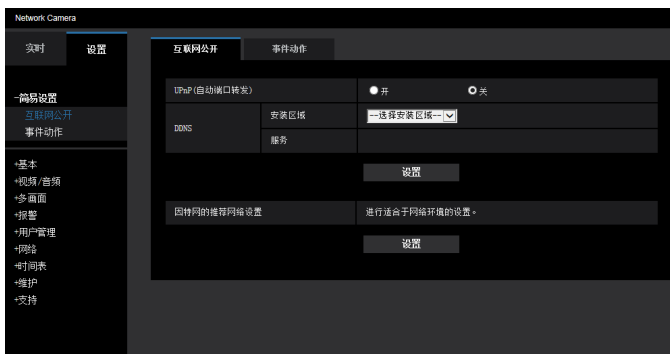 Network Camera
实时
设置
互联网公开
事件动作
-简易设置
互联网公开
事件动作
+基本
+视频/音频
+多画面
+报警
+用户管理
+网络
+时间表
+维护
+支持
UPnP(自动端口转发)
开
关
DDNS
安装区域
--选择安装区域--
服务
设置
因特网的推荐网络设置
进行适合于网络环境的设置。
设置